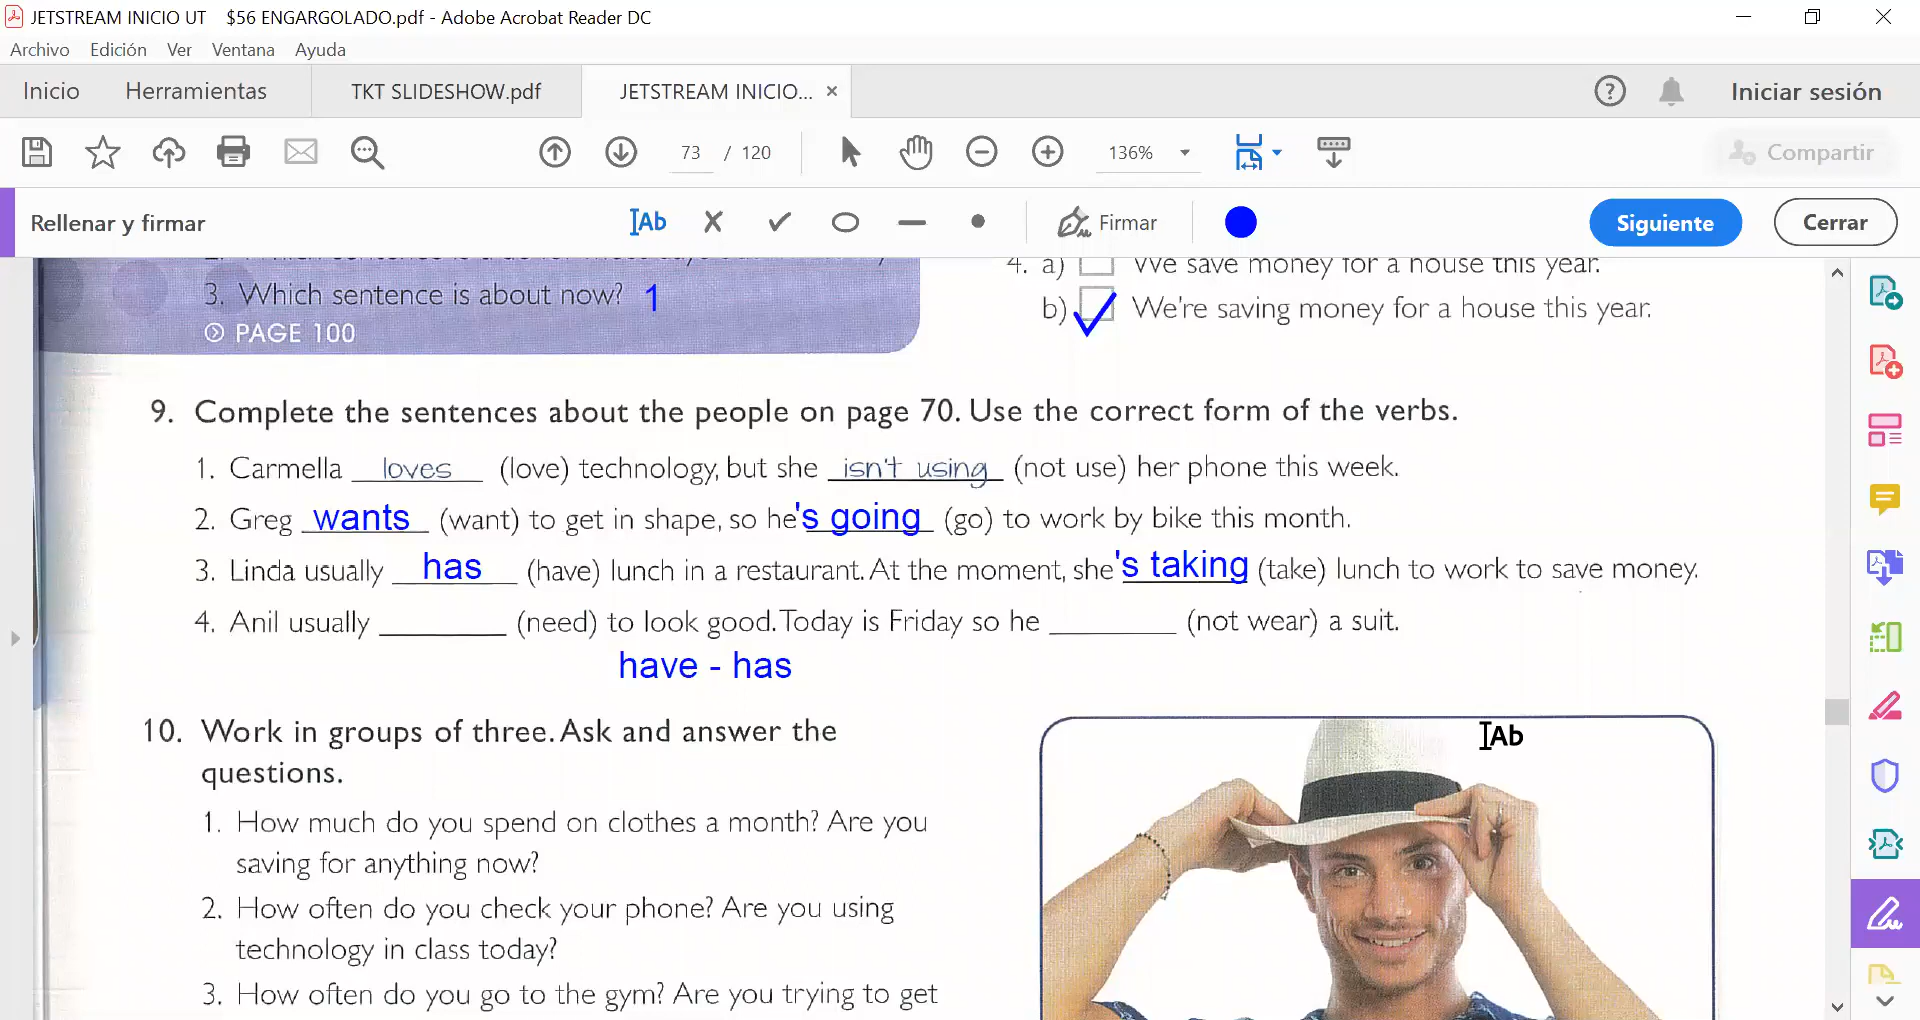 JETSTREAM INICIO UT $56 ENGARGOLADO.pdf - Adobe Acrobat Reader DC
Archivo Edición Ver Ventana Ayuda
Inicio Herramientas TKT SLIDESHOW.pdf JETSTREAM INICIO... × Iniciar sesión
73 / 120 136% Compartir
Rellenar y firmar Ab Firmar Siguiente Cerrar
3. Which sentence is about now? 1
PAGE 100
4. a) We save money for a house this year.
b) We're saving money for a house this year.
9. Complete the sentences about the people on page 70. Use the correct form of the verbs.
1. Carmella loves (love) technology, but she isn't using (not use) her phone this week.
2. Greg wants (want) to get in shape, so he's going (go) to work by bike this month.
3. Linda usually has (have) lunch in a restaurant. At the moment, she's taking (take) lunch to work to save money.
4. Anil usually __________ (need) to look good. Today is Friday so he __________ (not wear) a suit.
have - has
10. Work in groups of three. Ask and answer the
questions.
Ab
1. How much do you spend on clothes a month? Are you
saving for anything now?
2. How often do you check your phone? Are you using
technology in class today?
3. How often do you go to the gym? Are you trying to get